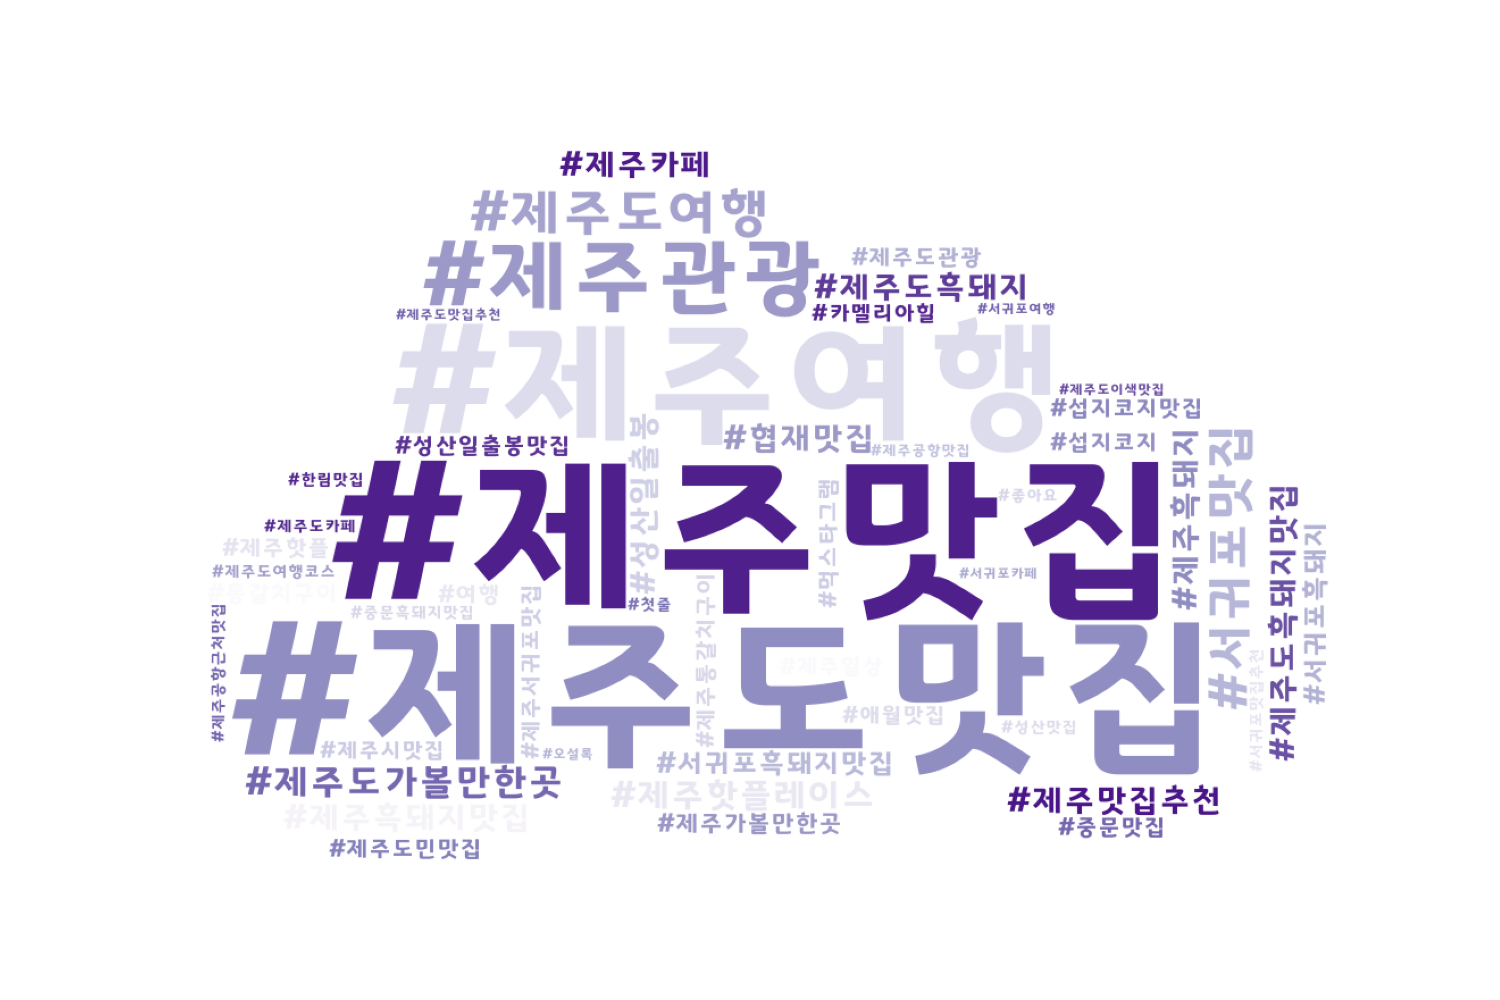 #제주카페
#제주도여행
#제주관광
#제주도관광
#제주도흑돼지
#카멜리아힐
#서귀포여행
#제주도맛집추천
#제주여행
#제주도이색맛집
#섭지코지맛집
#성산일출봉맛집
#협재맛집
#제주공항맛집
#섭지코지
#한림맛집
#제주맛집
#성산일출봉
#먹스타그램
#좋아요
#제주흑돼지
#서귀포맛집
#제주도흑돼지맛집
#서귀포흑돼지
#제주도카페
#제주핫플
#제주도여행코스
#통갈치구이
#여행
#중문흑돼지맛집
#첫줄
#서귀포카페
#제주공항근처맛집
#제주도맛집
#제주서귀포맛집
#제주통갈치구이
#제주일상
#애월맛집
#성산맛집
#서귀포맛집추천
#제주시맛집
#오설록
#서귀포흑돼지맛집
#제주도가볼만한곳
#제주핫플레이스
#제주맛집추천
#제주흑돼지맛집
#제주가볼만한곳
#중문맛집
#제주도민맛집